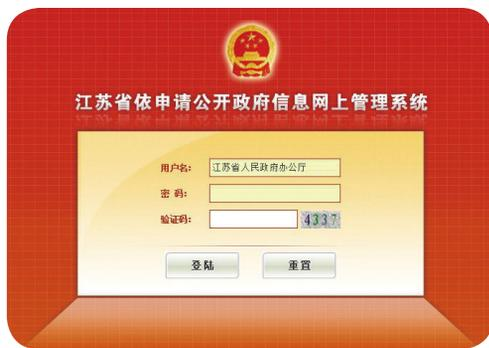 江苏省依申请公开政府信息网上管理系统
用户名: 江苏省人民政府办公厅
密 码:
验证码: 4337
登陆 重置